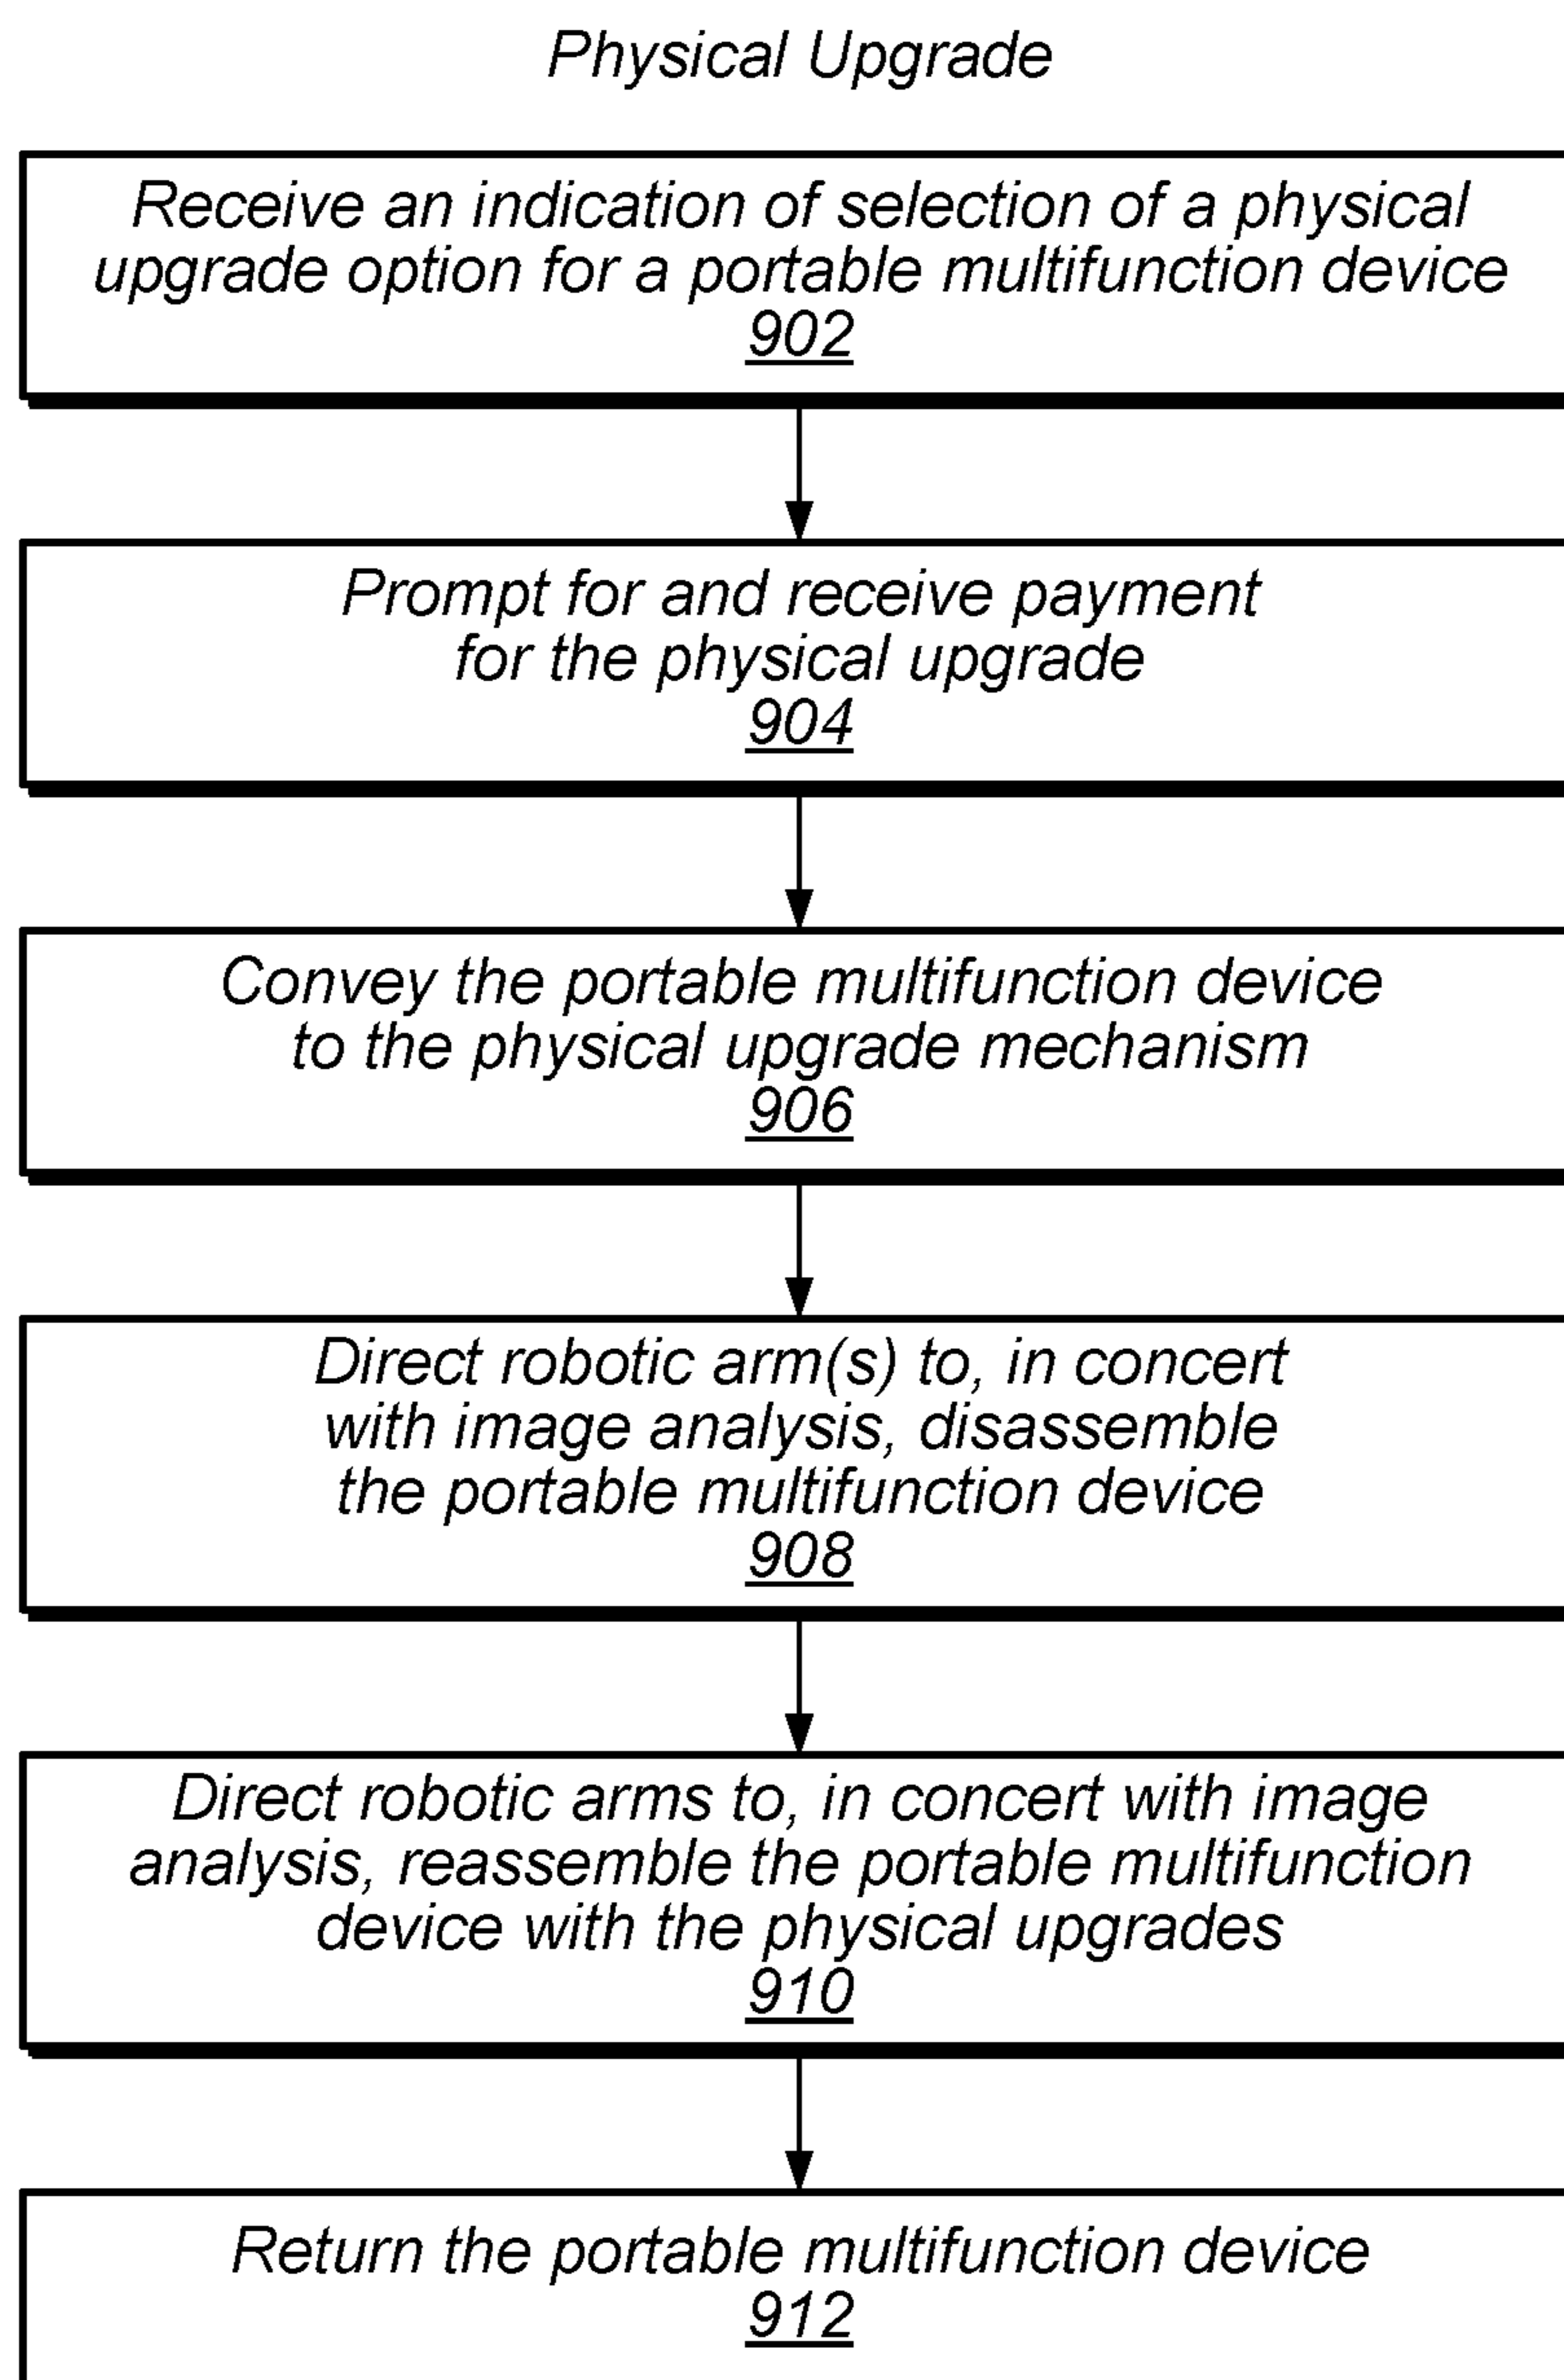 Physical Upgrade
Receive an indication of selection of a physical
upgrade option for a portable multifunction device
902
Prompt for and receive payment
for the physical upgrade
904
Convey the portable multifunction device
to the physical upgrade mechanism
906
Direct robotic arm(s) to, in concert
with image analysis, disassemble
the portable multifunction device
908
Direct robotic arms to, in concert with image
analysis, reassemble the portable multifunction
device with the physical upgrades
910
Return the portable multifunction device
912